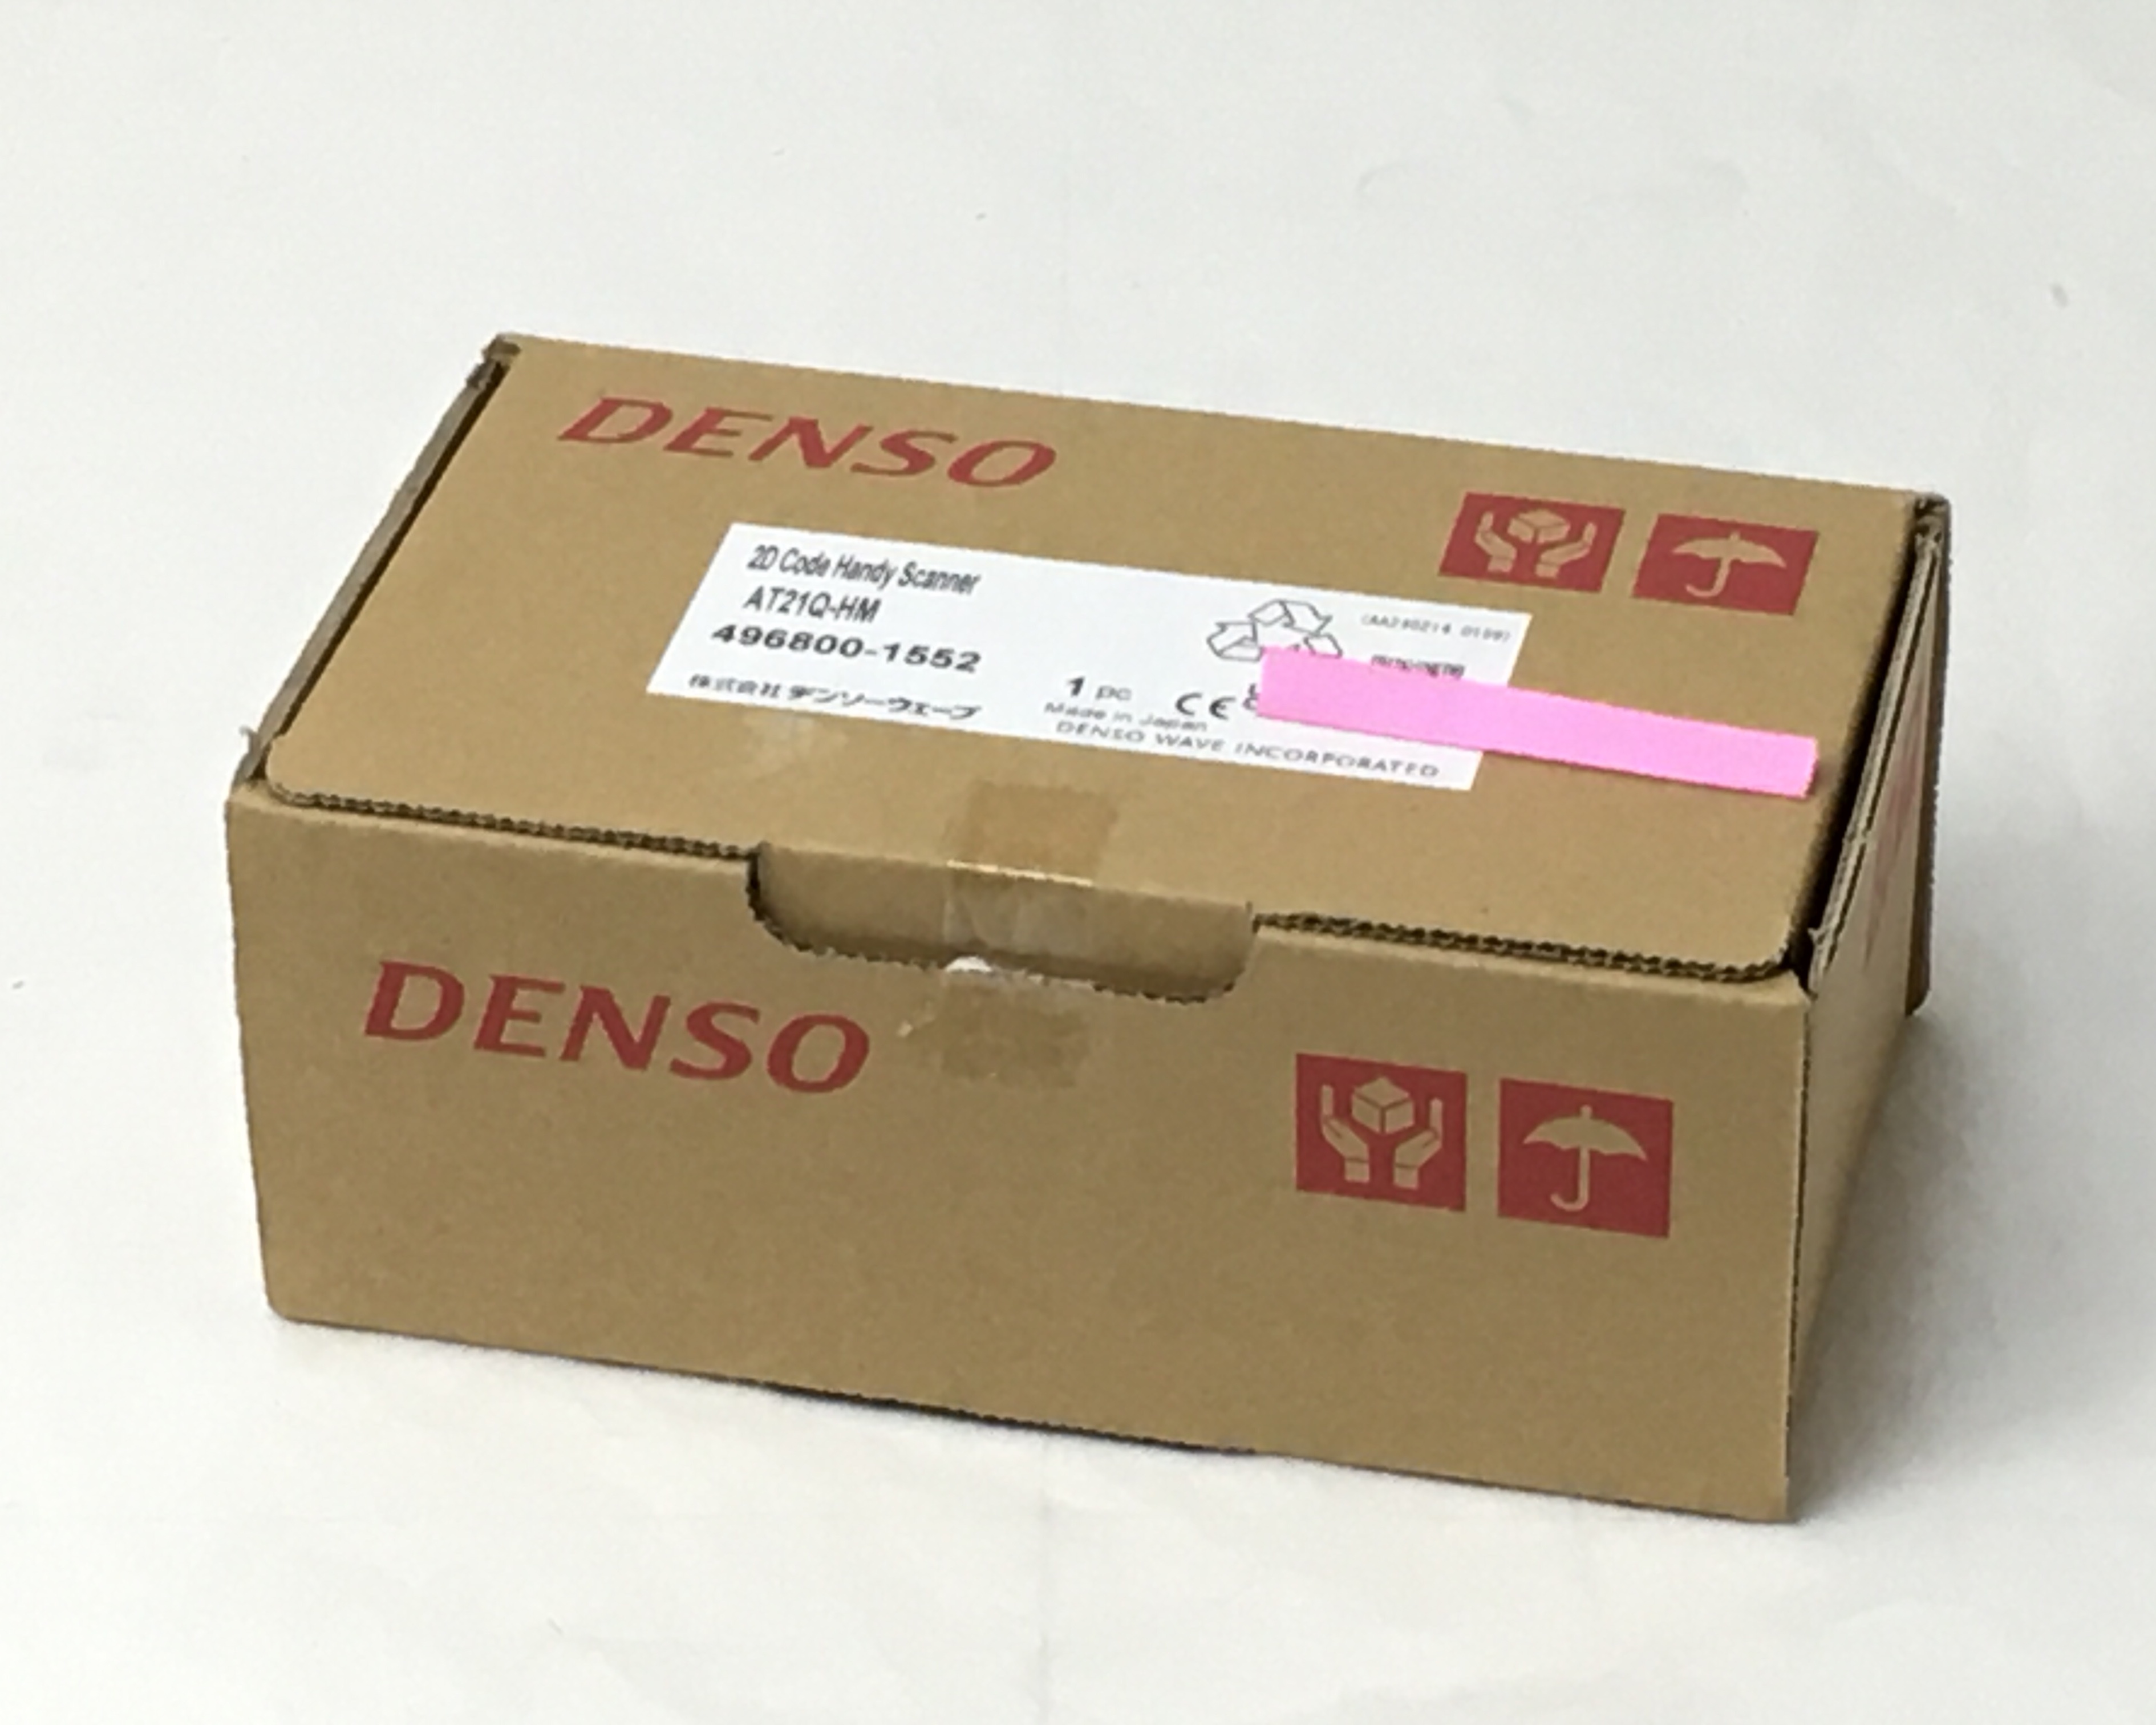 DENSO
2D Code Handy Scanner
AT21Q-HM
496800-1552
株式会社 デンソーウェーブ
1 pc
CE
Made in Japan
DENSO WAVE INCORPORATED
DENSO